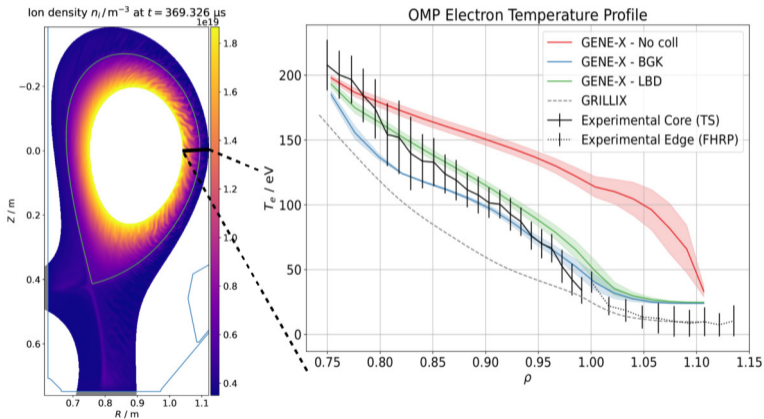 Ion density nᵢ/m⁻³ at t = 369.326 μs
1e19
1.8
1.6
1.4
1.2
1.0
0.8
0.6
0.4
Z / m
−0.2
0.0
0.2
0.4
0.6
0.7
0.8
0.9
1.0
1.1
R / m
OMP Electron Temperature Profile
GENE-X - No coll
GENE-X - BGK
GENE-X - LBD
GRILLIX
Experimental Core (TS)
Experimental Edge (FHRP)
Tₑ / eV
200
150
100
50
0
0.75
0.80
0.85
0.90
0.95
1.00
1.05
1.10
1.15
ρ